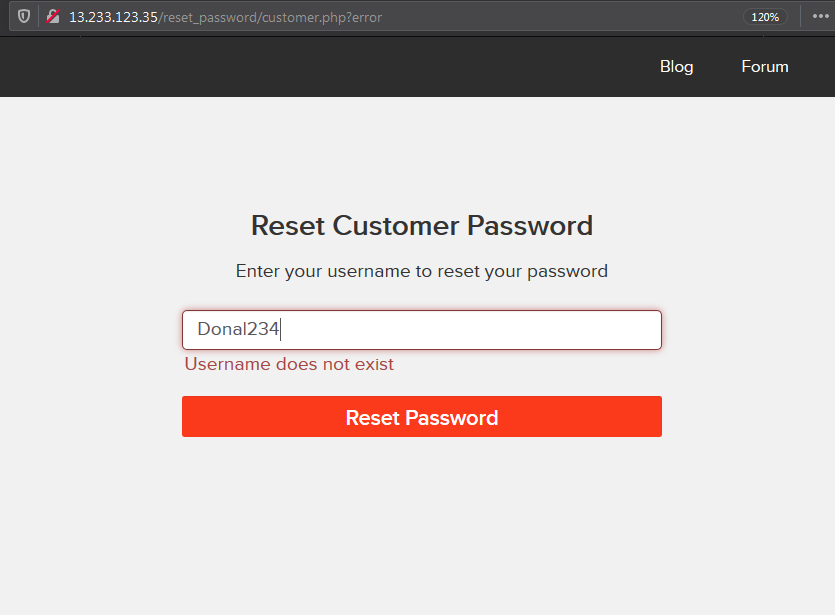 13.233.123.35/reset_password/customer.php?error
120%
Blog
Forum
Reset Customer Password
Enter your username to reset your password
Donal234
Username does not exist
Reset Password